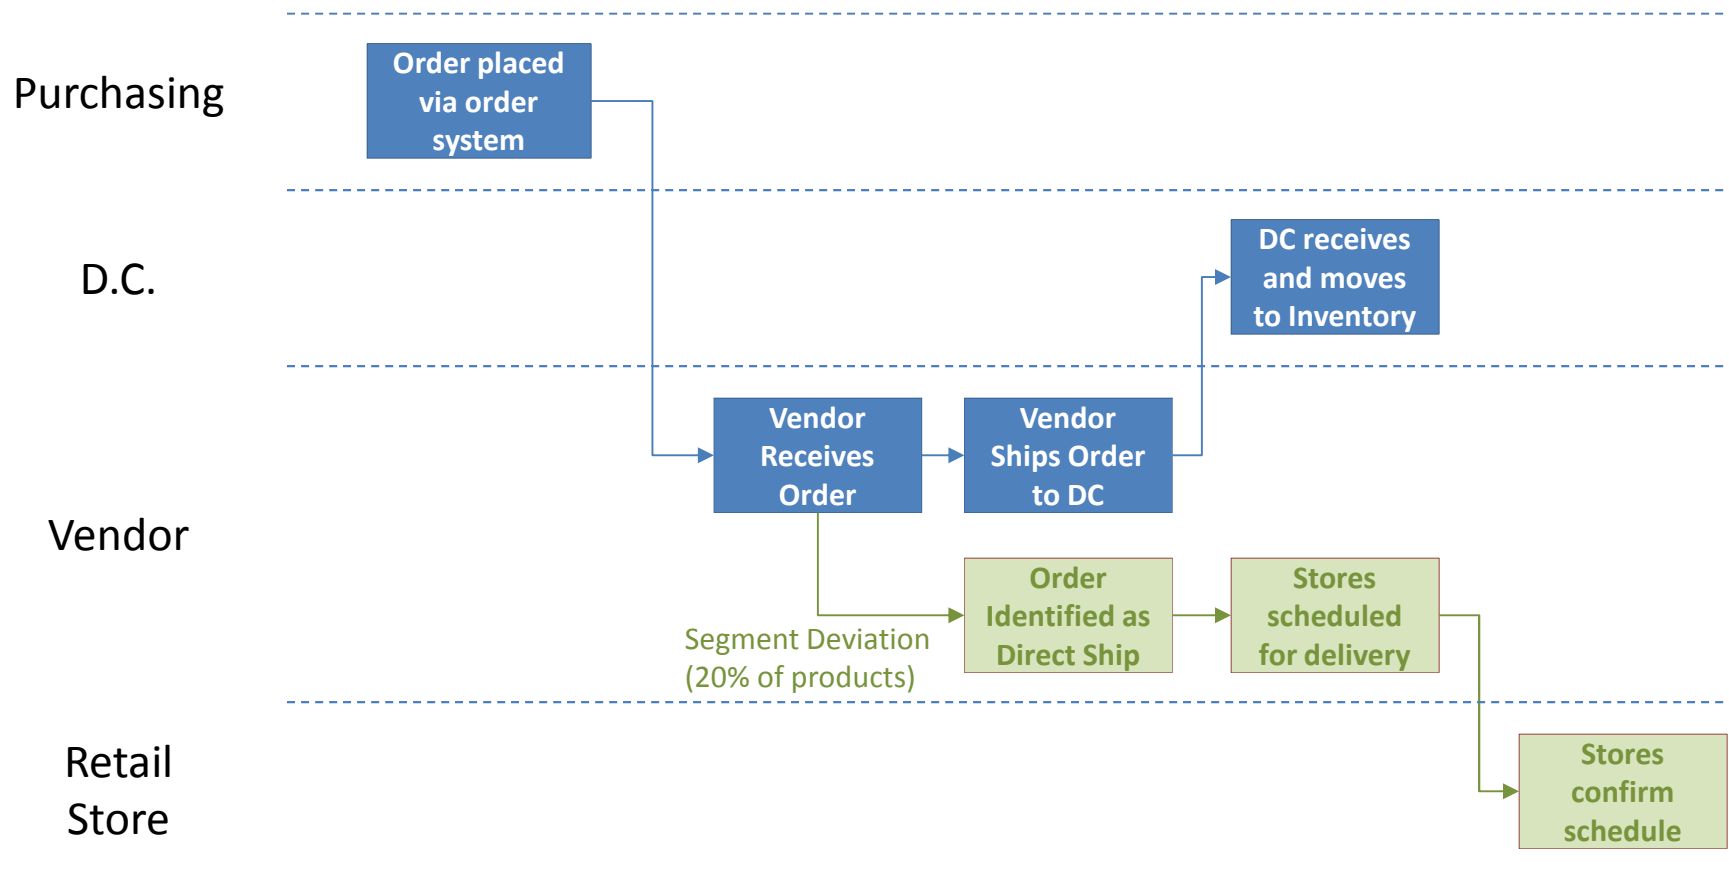 Purchasing
Order placed
via order
system
D.C.
DC receives
and moves
to Inventory
Vendor
Vendor
Receives
Order
Vendor
Ships Order
to DC
Segment Deviation
(20% of products)
Order
Identified as
Direct Ship
Stores
scheduled
for delivery
Retail
Store
Stores
confirm
schedule